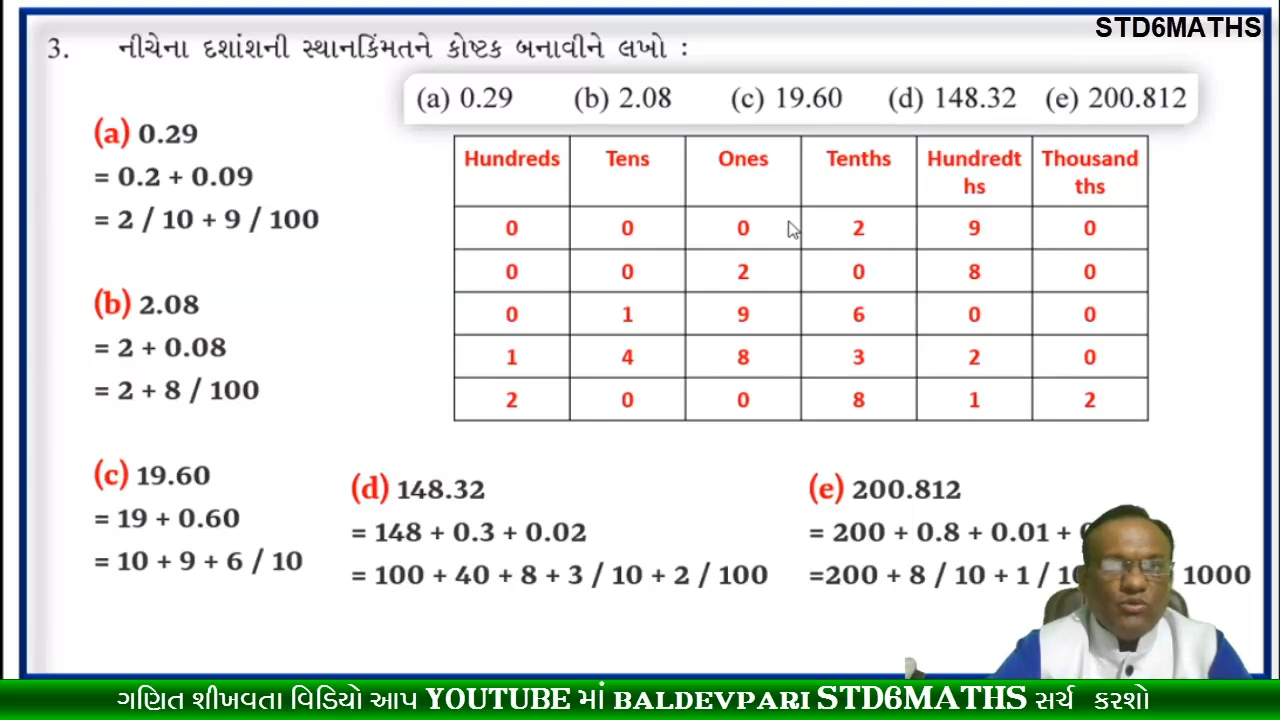 STD6MATHS
3. નીચેના દશાંશની સ્થાનકિંમતને કોષ્ટક બનાવીને લખો :
(a) 0.29 (b) 2.08 (c) 19.60 (d) 148.32 (e) 200.812
(a) 0.29
= 0.2 + 0.09
= 2 / 10 + 9 / 100
(b) 2.08
= 2 + 0.08
= 2 + 8 / 100
Hundreds Tens Ones Tenths Hundredt Thousand
hs ths
0 0 0 2 9 0
0 0 2 0 8 0
0 1 9 6 0 0
1 4 8 3 2 0
2 0 0 8 1 2
(c) 19.60
= 19 + 0.60
= 10 + 9 + 6 / 10
(d) 148.32
= 148 + 0.3 + 0.02
= 100 + 40 + 8 + 3 / 10 + 2 / 100
(e) 200.812
= 200 + 0.8 + 0.01 +
=200 + 8 / 10 + 1 / 1000
ગણિત શીખવતા વિડિયો આપ YOUTUBE માં BALDEVPARI STD6MATHS સર્ચ કરશો